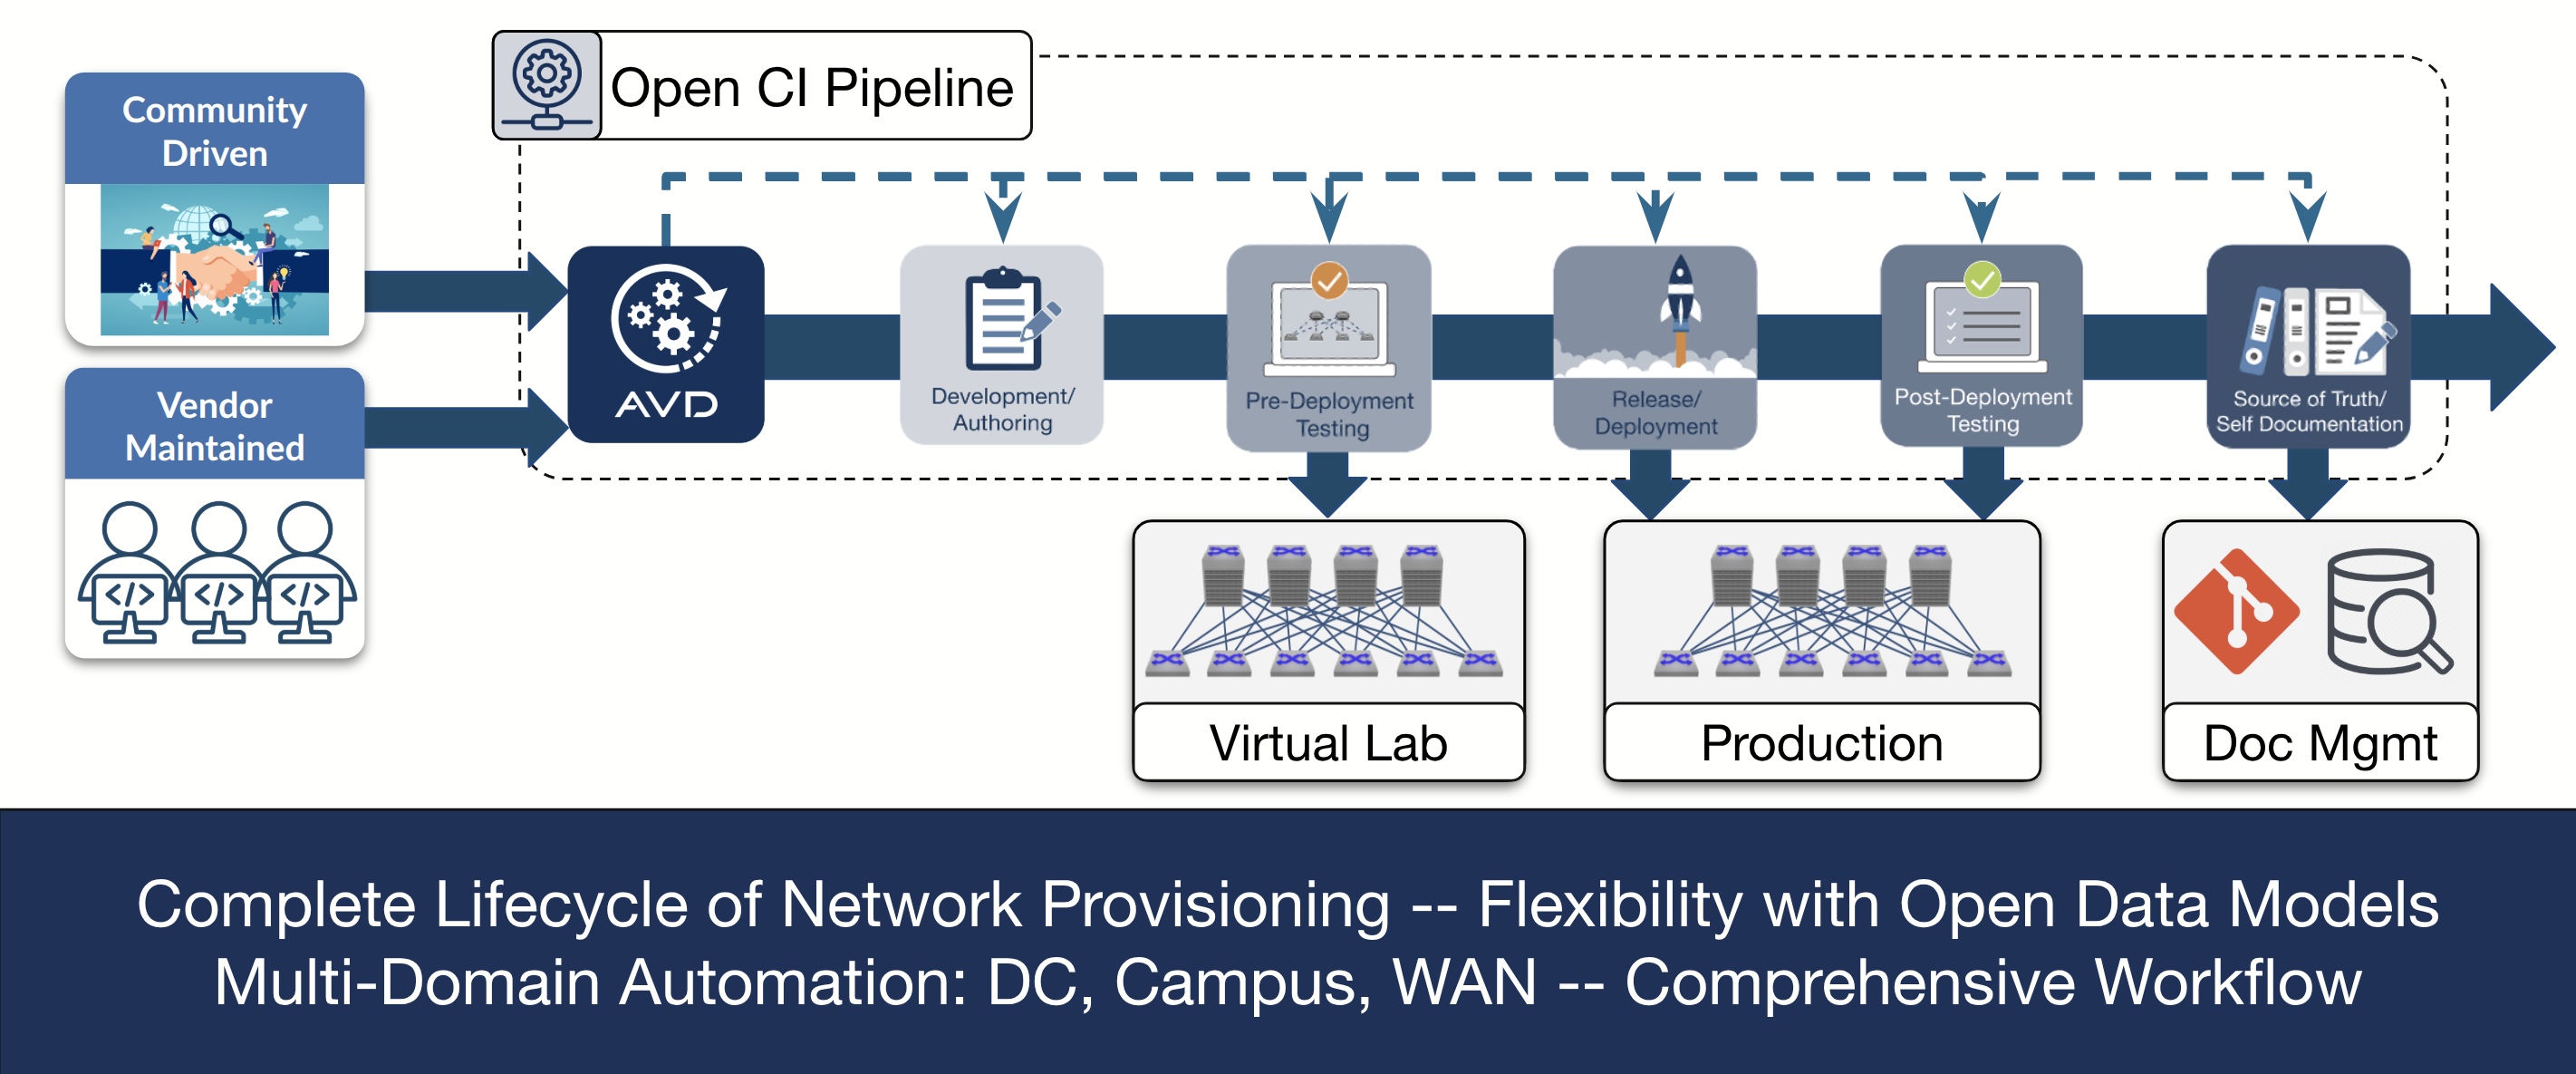 Open CI Pipeline
Community
Driven
Vendor
Maintained
AVD
Development/
Authoring
Pre-Deployment
Testing
Release/
Deployment
Post-Deployment
Testing
Source of Truth/
Self Documentation
</>
</>
</>
Virtual Lab
Production
Doc Mgmt
Complete Lifecycle of Network Provisioning -- Flexibility with Open Data Models
Multi-Domain Automation: DC, Campus, WAN -- Comprehensive Workflow